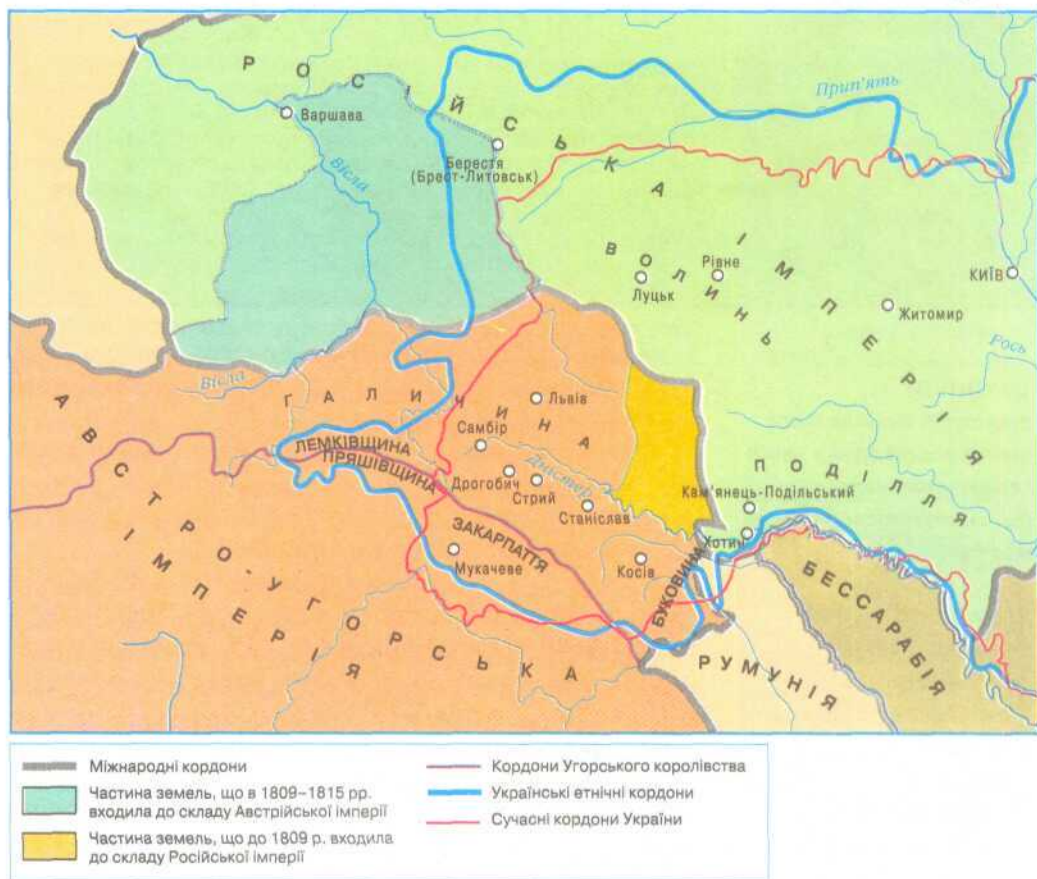 РОСІЙСЬКА ІМПЕРІЯ
Прип'ять
Варшава
Вісла
Берестя
(Брест-Литовськ)
ВОЛИНЬ
Рівне
Луцьк
КИЇВ
Житомир
Рось
Вісла
ГАЛИЧИНА
Львів
Самбір
ЛЕМКІВЩИНА
ПРЯШІВЩИНА
Дрогобич
Стрий
Дністер
Станіслав
ПОДІЛЛЯ
Кам'янець-Подільський
Хотин
ЗАКАРПАТТЯ
Мукачеве
Косів
БУКОВИНА
АВСТРО-УГОРСЬКА
ІМПЕРІЯ
РУМУНІЯ
БЕССАРАБІЯ
Міжнародні кордони
Частина земель, що в 1809–1815 рр.
входила до складу Австрійської імперії
Частина земель, що до 1809 р. входила
до складу Російської імперії
Кордони Угорського королівства
Українські етнічні кордони
Сучасні кордони України